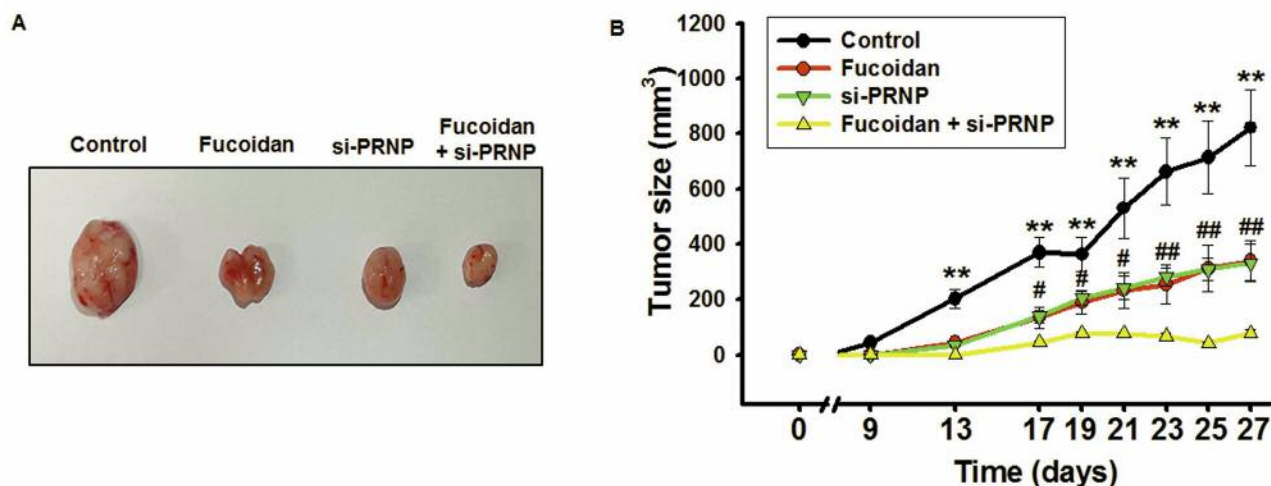 A
Control
Fucoidan
si-PRNP
Fucoidan
+ si-PRNP
B
Control
Fucoidan
si-PRNP
Fucoidan + si-PRNP
Tumor size (mm³)
1200
1000
800
600
400
200
0
** ** ** ** ** ** ** **
# # # ## ## ##
0 9 13 17 19 21 23 25 27
Time (days)